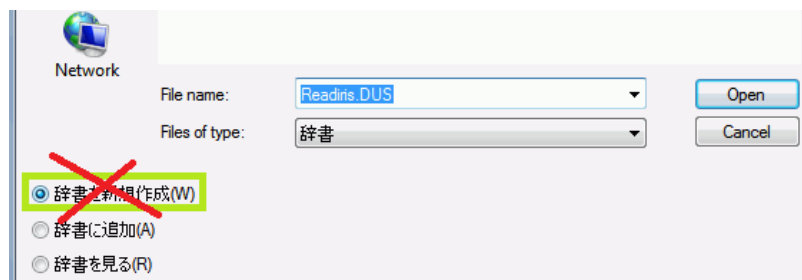 Network
File name:
Readiris.DUS
Open
Files of type:
辞書
Cancel
辞書を新規作成(W)
辞書に追加(A)
辞書を見る(R)